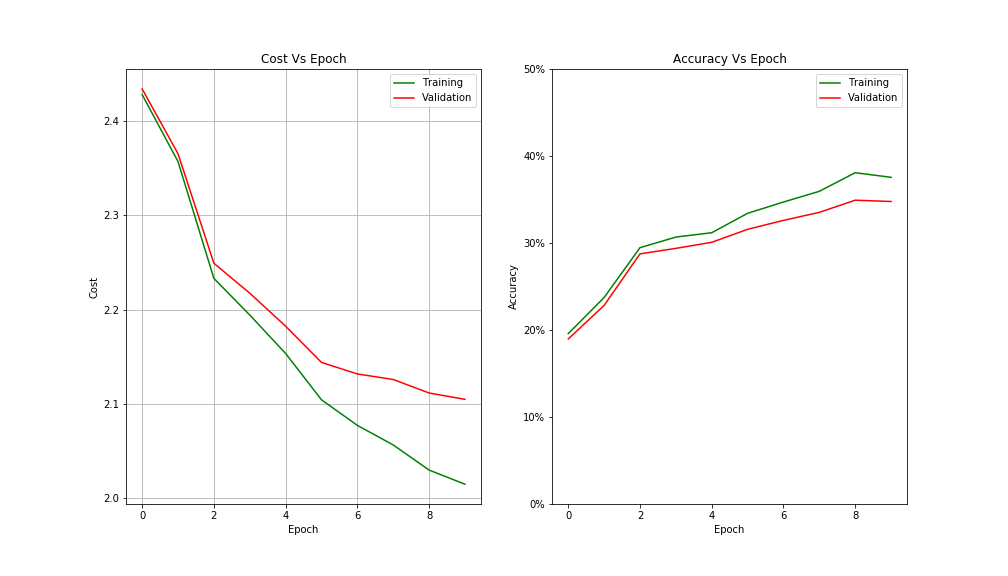 Cost Vs Epoch
Training
Validation
2.4
2.3
2.2
2.1
2.0
Cost
0 2 4 6 8
Epoch
Accuracy Vs Epoch
Training
Validation
50%
40%
30%
20%
10%
0%
Accuracy
0 2 4 6 8
Epoch